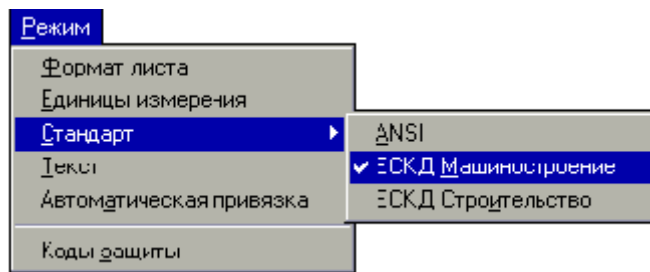 Режим
Формат листа
Единицы измерения
Стандарт
ANSI
Текст
ЕСКД Машиностроение
Автоматическая привязка
ЕСКД Строительство
Коды защиты